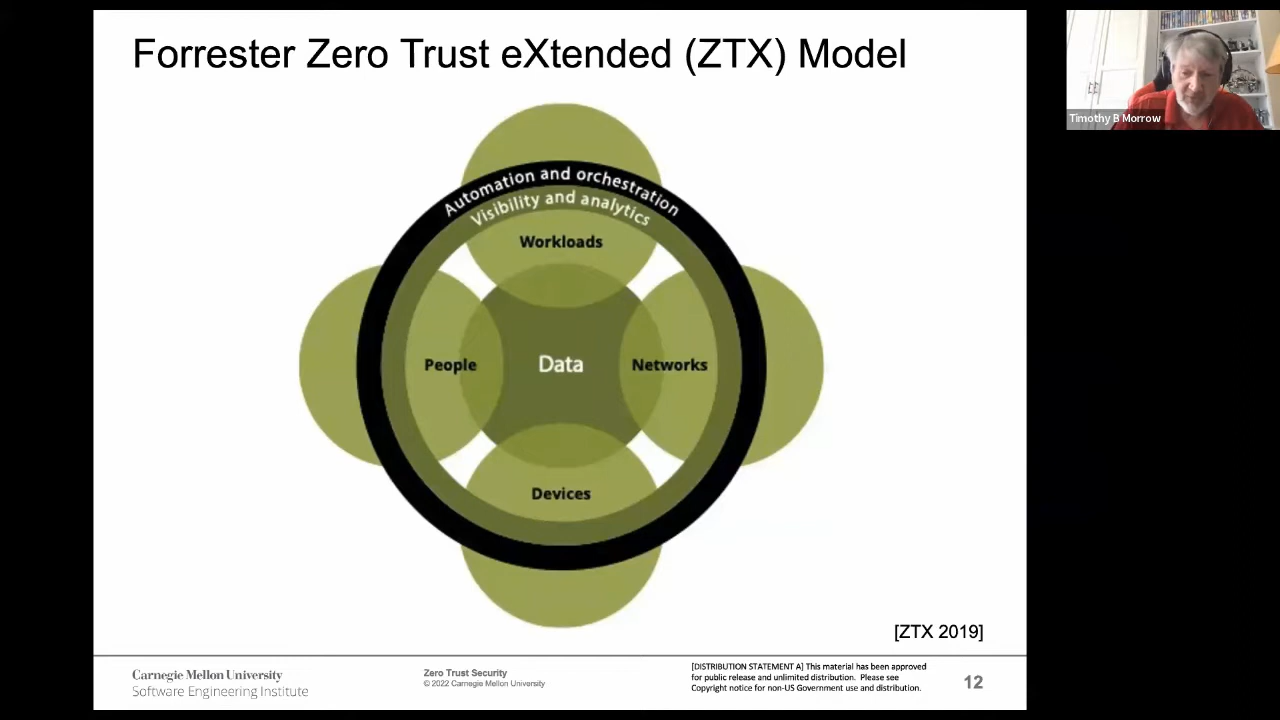 Forrester Zero Trust eXtended (ZTX) Model
Timothy B Morrow
Automation and orchestration
Visibility and analytics
Workloads
People
Data
Networks
Devices
[ZTX 2019]
Carnegie Mellon University
Software Engineering Institute
Zero Trust Security
© 2022 Carnegie Mellon University
[DISTRIBUTION STATEMENT A] This material has been approved
for public release and unlimited distribution. Please see
Copyright notice for non-US Government use and distribution.
12